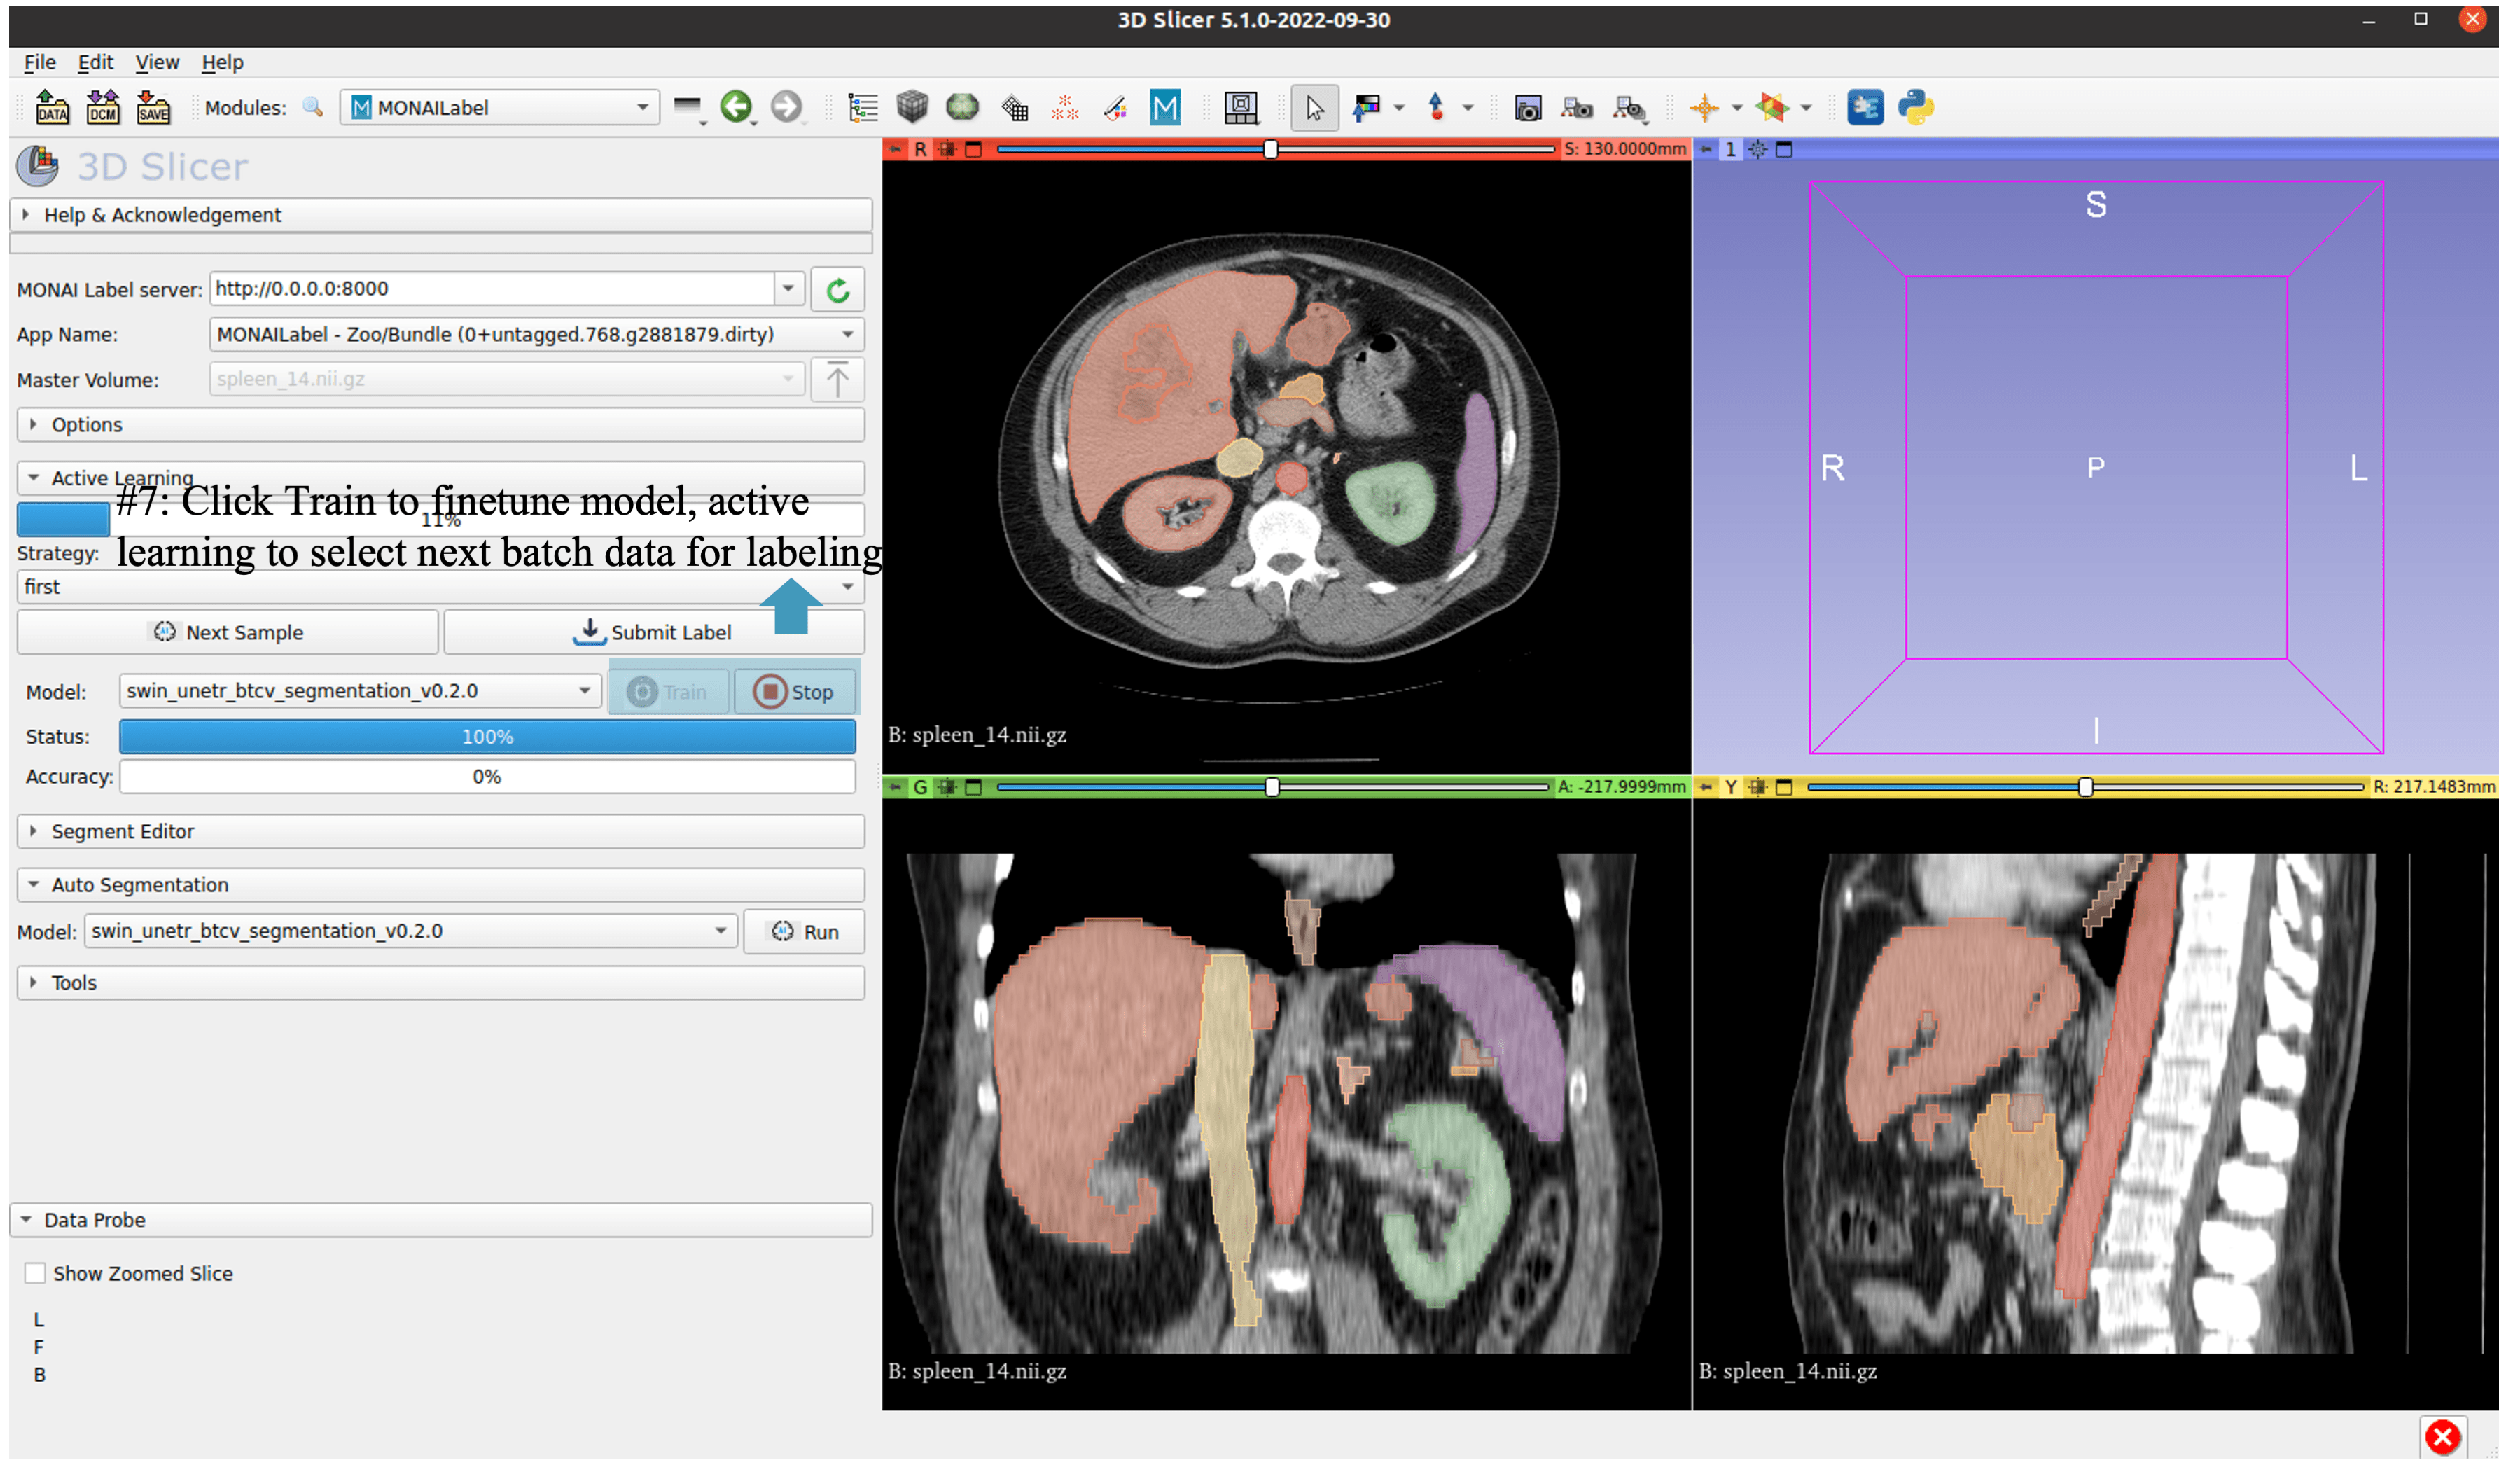 3D Slicer 5.1.0-2022-09-30
File Edit View Help
DATA DCM SAVE Modules: MONAILabel
3D Slicer
Help & Acknowledgement
MONAI Label server: http://0.0.0.0:8000
App Name: MONAILabel - Zoo/Bundle (0+untagged.768.g2881879.dirty)
Master Volume: spleen_14.nii.gz
Options
Active Learning
#7: Click Train to finetune model, active
11%
learning to select next batch data for labeling
Strategy:
first
Next Sample Submit Label
Model: swin_unetr_btcv_segmentation_v0.2.0 Train Stop
Status: 100%
Accuracy: 0%
Segment Editor
Auto Segmentation
Model: swin_unetr_btcv_segmentation_v0.2.0 Run
Tools
Data Probe
Show Zoomed Slice
L
F
B
R S: 130.0000mm
B: spleen_14.nii.gz
1
S
R P L
I
G A: -217.9999mm
B: spleen_14.nii.gz
Y R: 217.1483mm
B: spleen_14.nii.gz